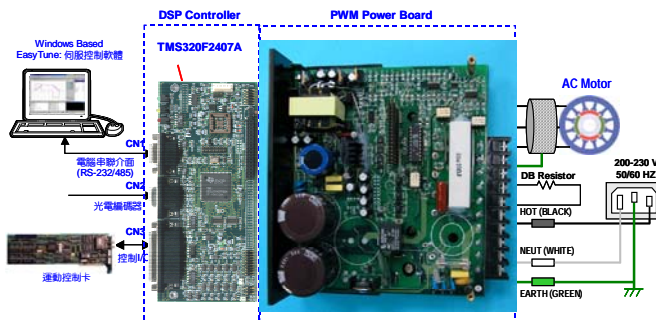 DSP Controller
PWM Power Board
Windows Based
EasyTune: 伺服控制軟體
TMS320F2407A
AC Motor
CN1
電腦串聯介面
(RS-232/485)
200-230 V
50/60 HZ
DB Resistor
CN2
光電編碼器
HOT (BLACK)
CN3
控制I/
運動控制卡
NEUT (WHITE)
EARTH (GREEN)